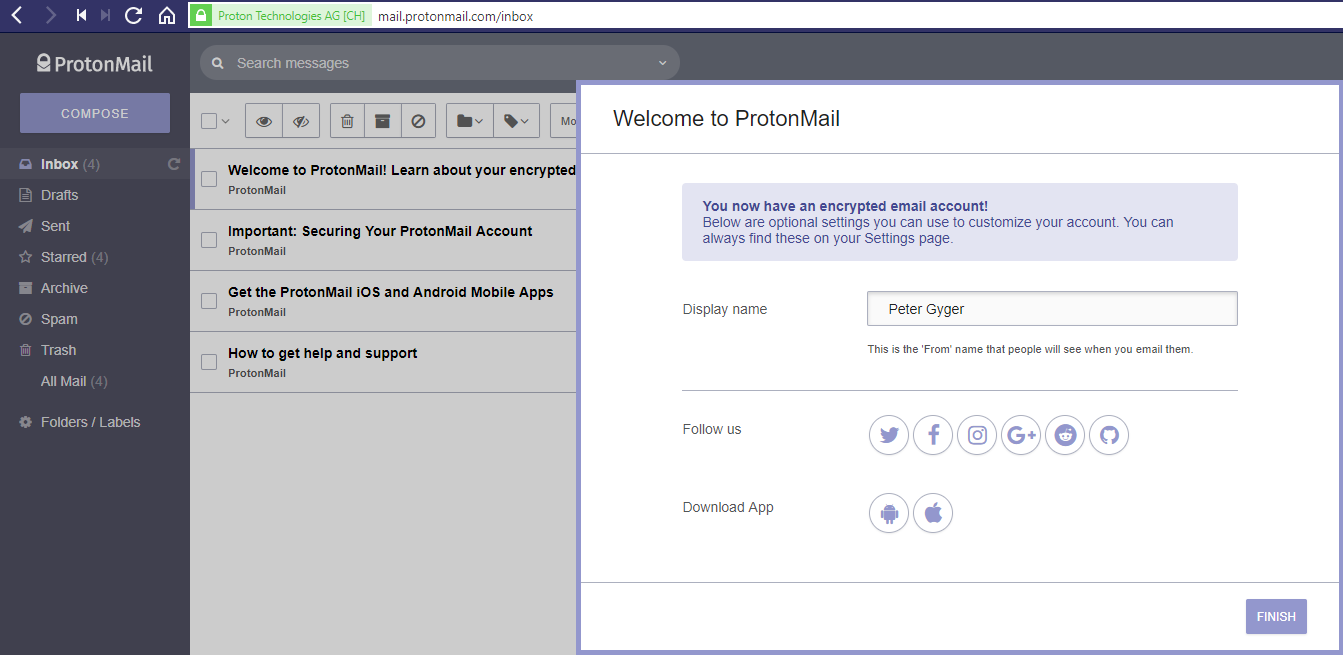 Proton Technologies AG [CH] mail.protonmail.com/inbox
ProtonMail
Search messages
COMPOSE
Inbox (4)
Drafts
Sent
Starred (4)
Archive
Spam
Trash
All Mail (4)
Folders / Labels
Mo
Welcome to ProtonMail! Learn about your encrypted
ProtonMail
Important: Securing Your ProtonMail Account
ProtonMail
Get the ProtonMail iOS and Android Mobile Apps
ProtonMail
How to get help and support
ProtonMail
Welcome to ProtonMail
You now have an encrypted email account!
Below are optional settings you can use to customize your account. You can
always find these on your Settings page.
Display name
Peter Gyger
This is the 'From' name that people will see when you email them.
Follow us
G+
Download App
FINISH